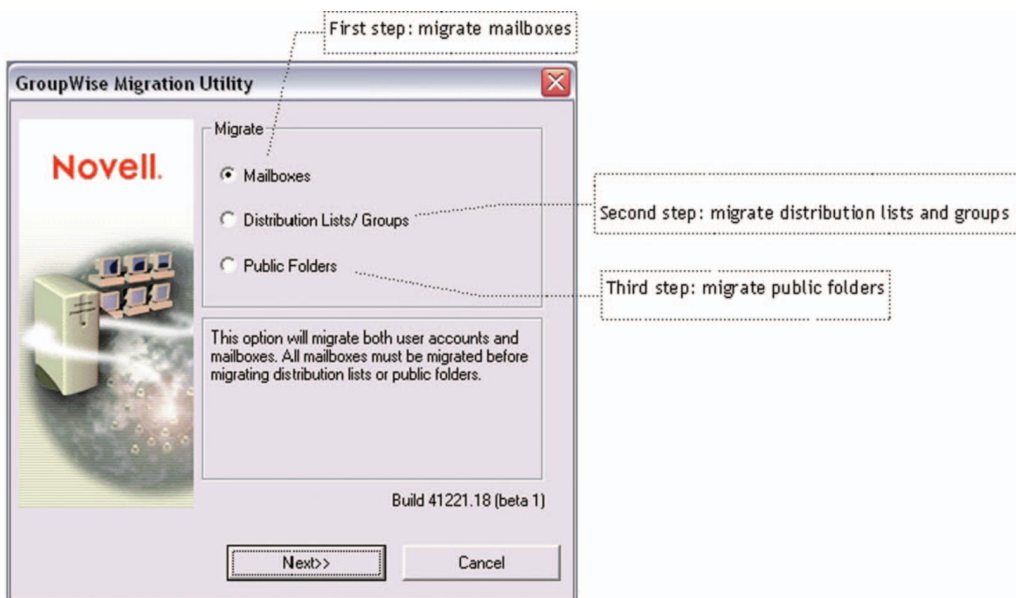 First step: migrate mailboxes
GroupWise Migration Utility
Novell.
Migrate
Mailboxes
Distribution Lists/ Groups
Public Folders
Second step: migrate distribution lists and groups
Third step: migrate public folders
This option will migrate both user accounts and
mailboxes. All mailboxes must be migrated before
migrating distribution lists or public folders.
Build 41221.18 (beta 1)
Next>>
Cancel